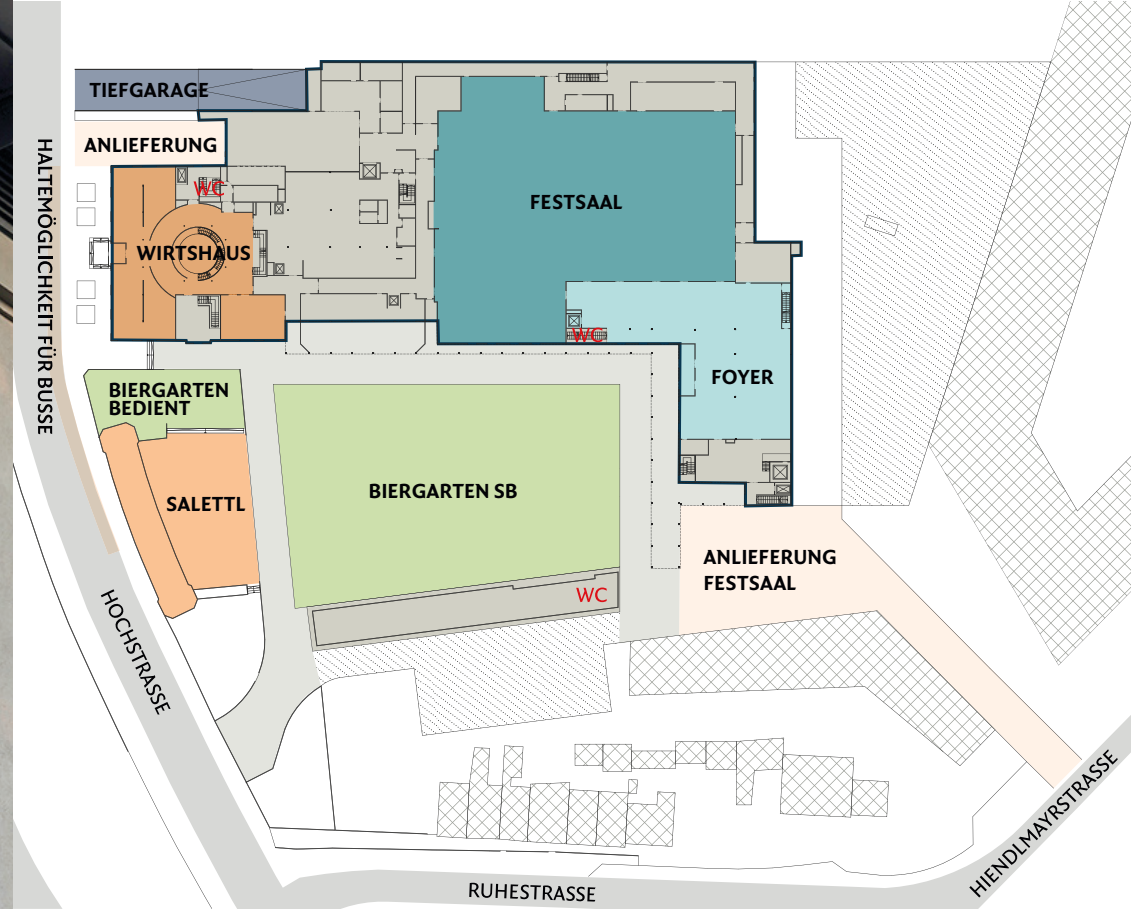 TIEFGARAGE
ANLIEFERUNG
WC
WIRTSHAUS
FESTSAAL
WC
FOYER
HALTEMÖGLICHKEIT FÜR BUSSE
BIERGARTEN
BEDIENT
SALETTL
BIERGARTEN SB
WC
ANLIEFERUNG
FESTSAAL
HOCHSTRASSE
RUHESTRASSE
HIENDLMAYRSTRASSE